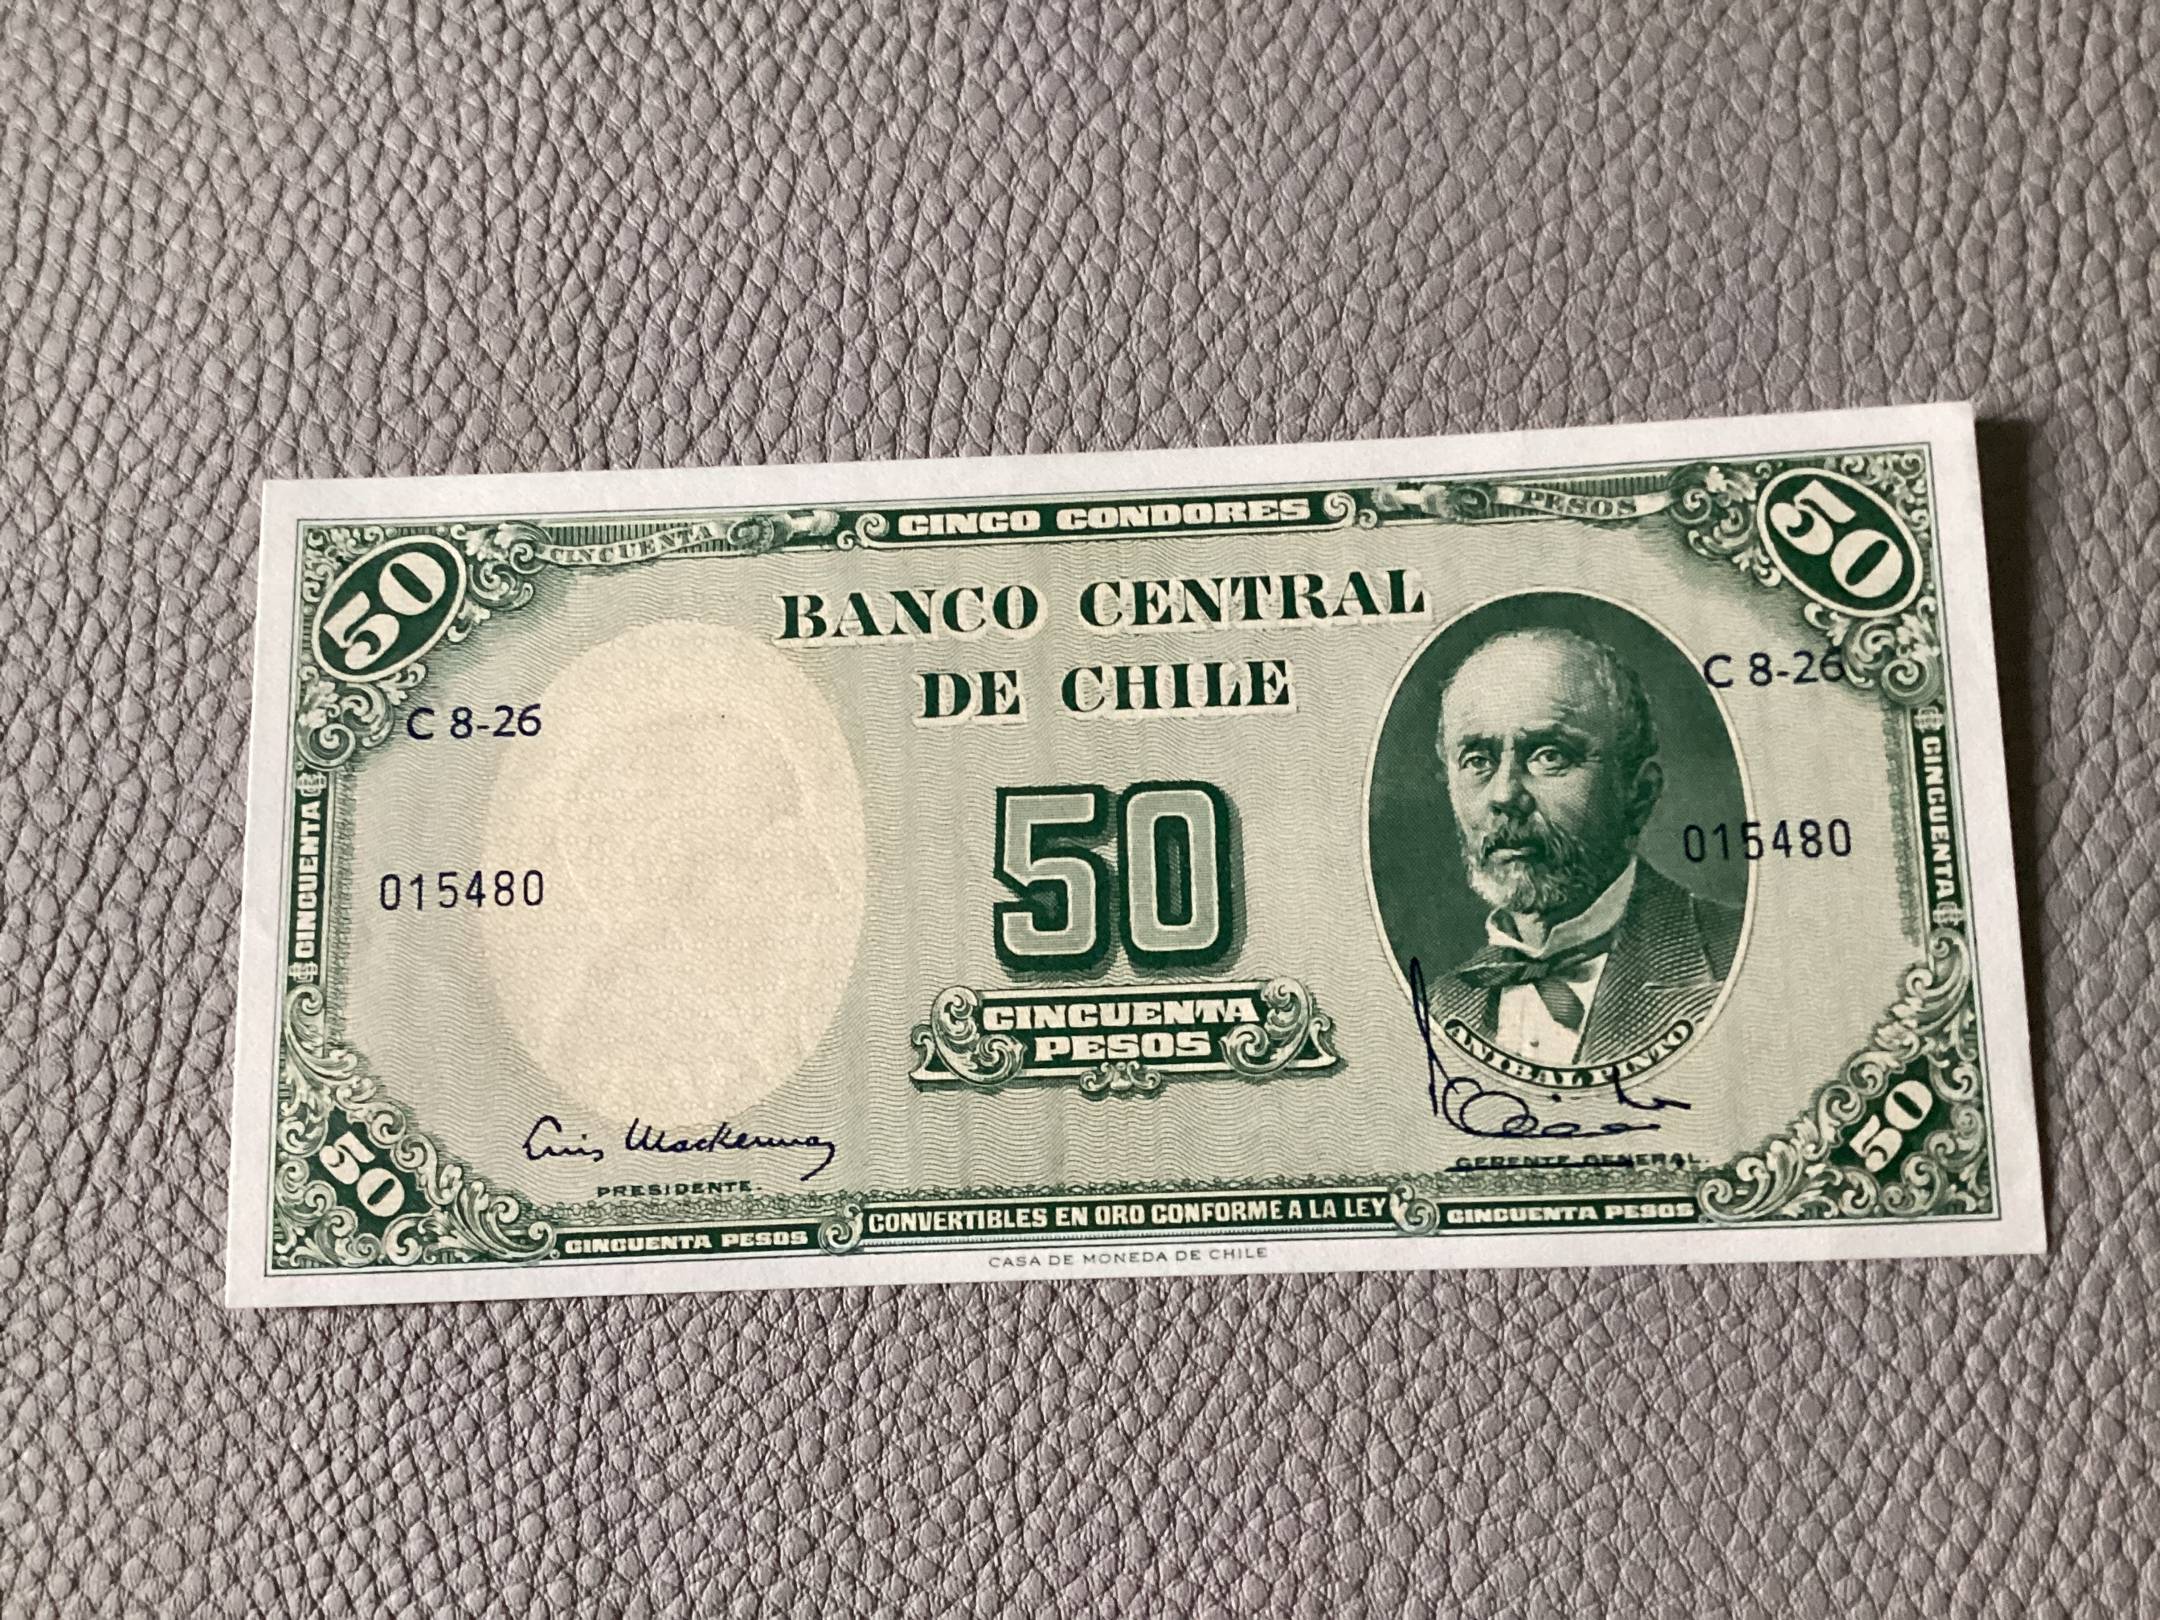 CINCUENTA CINCO CONDORES PESOS
50 50
BANCO CENTRAL
DE CHILE
C 8-26 C 8-26
015480 015480
50
CINCUENTA
PESOS
CINCUENTA CINCUENTA
ANIBAL PINTO
Luis Mackenna
PRESIDENTE. GERENTE GENERAL.
50 50
CINCUENTA PESOS CONVERTIBLES EN ORO CONFORME A LA LEY CINCUENTA PESOS
CASA DE MONEDA DE CHILE